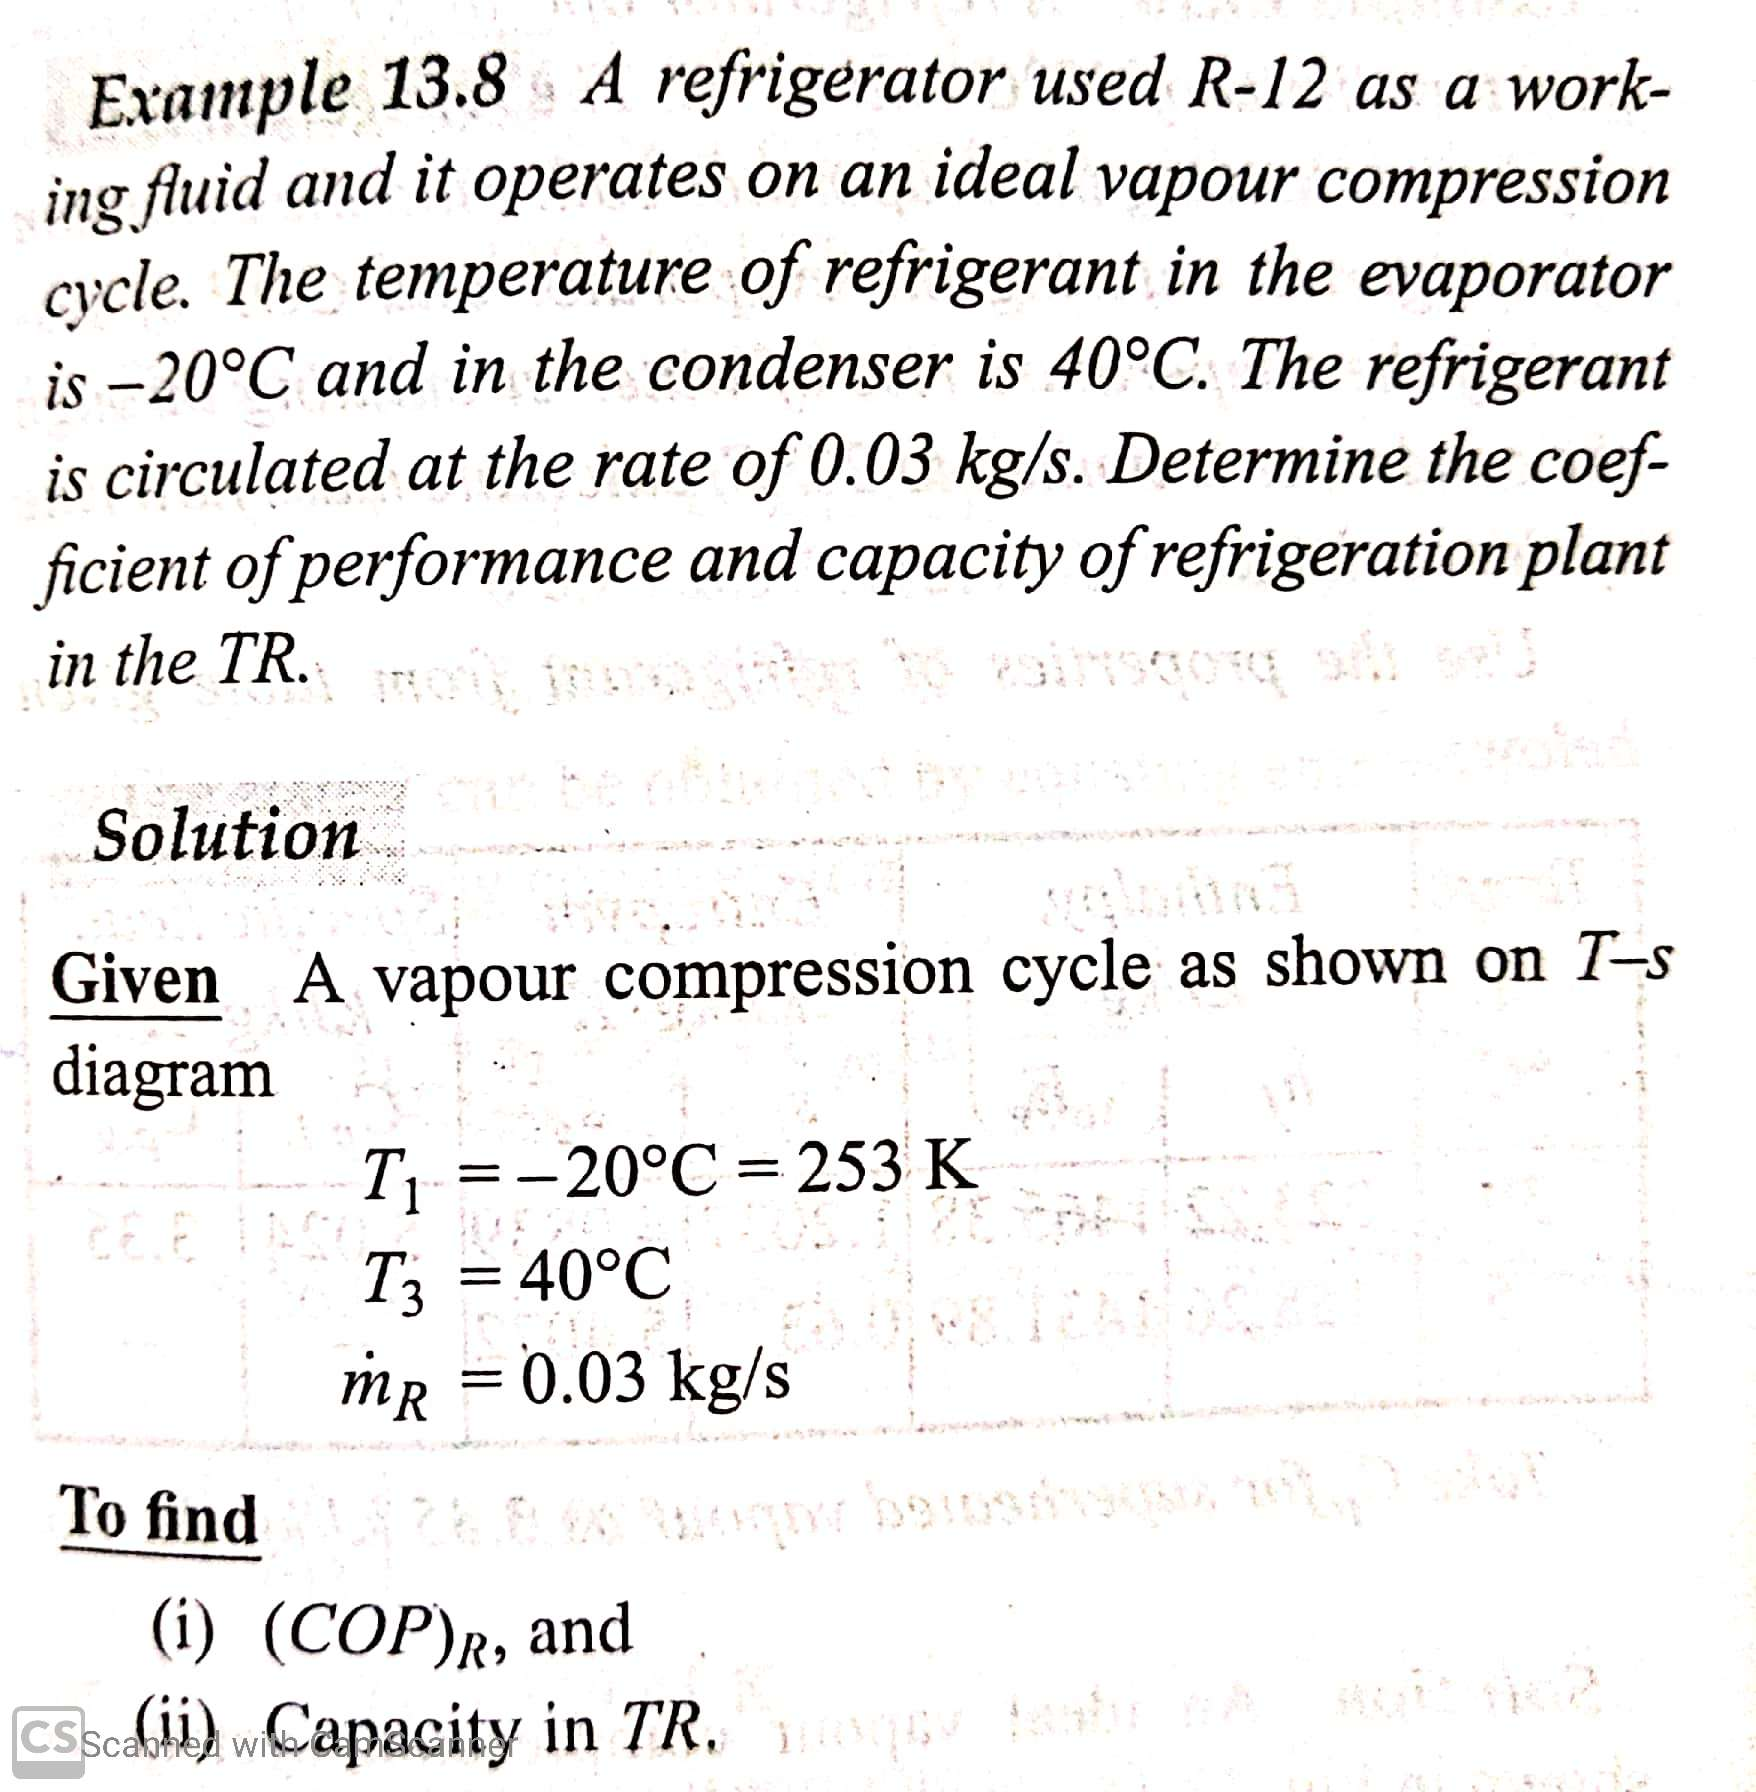 Example 13.8 A refrigerator used R-12 as a work-
ing fluid and it operates on an ideal vapour compression
cycle. The temperature of refrigerant in the evaporator
is –20°C and in the condenser is 40°C. The refrigerant
is circulated at the rate of 0.03 kg/s. Determine the coef-
ficient of performance and capacity of refrigeration plant
in the TR.
Solution
Given A vapour compression cycle as shown on T–s
diagram
T₁ = –20°C = 253 K
T₃ = 40°C
ṁ_R = 0.03 kg/s
To find
(i) (COP)_R, and
(ii) Capacity in TR.
CS Scanned with CamScanner